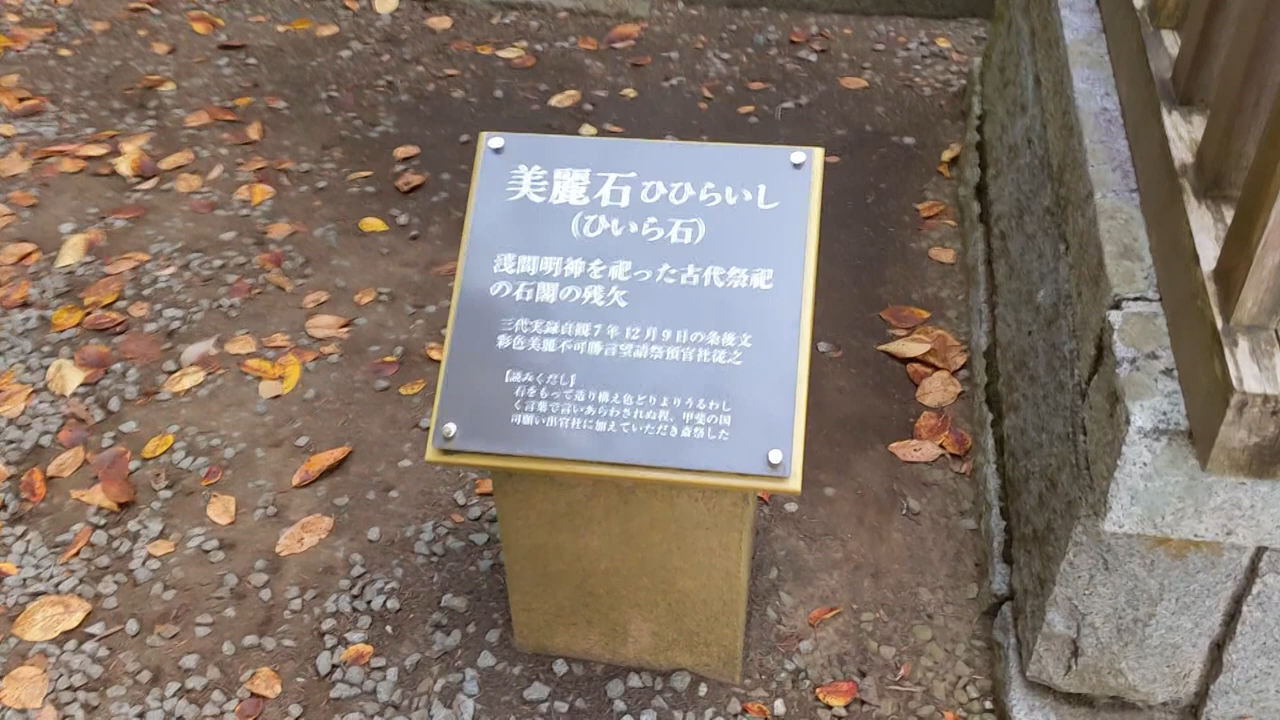 美麗石 ひひらいし
(ひいら石)
浅間明神を祀った古代祭祀
の石閣の残欠
三代実録貞観7年12月9日の条後文
彩色美麗不可勝言望請祭預官社従之
【読みくだし】
石をもって造り構え色どりよりうるわし
く言葉で言いあらわされぬ程、甲斐の国
司願い出官社に加えていただき斎祭した